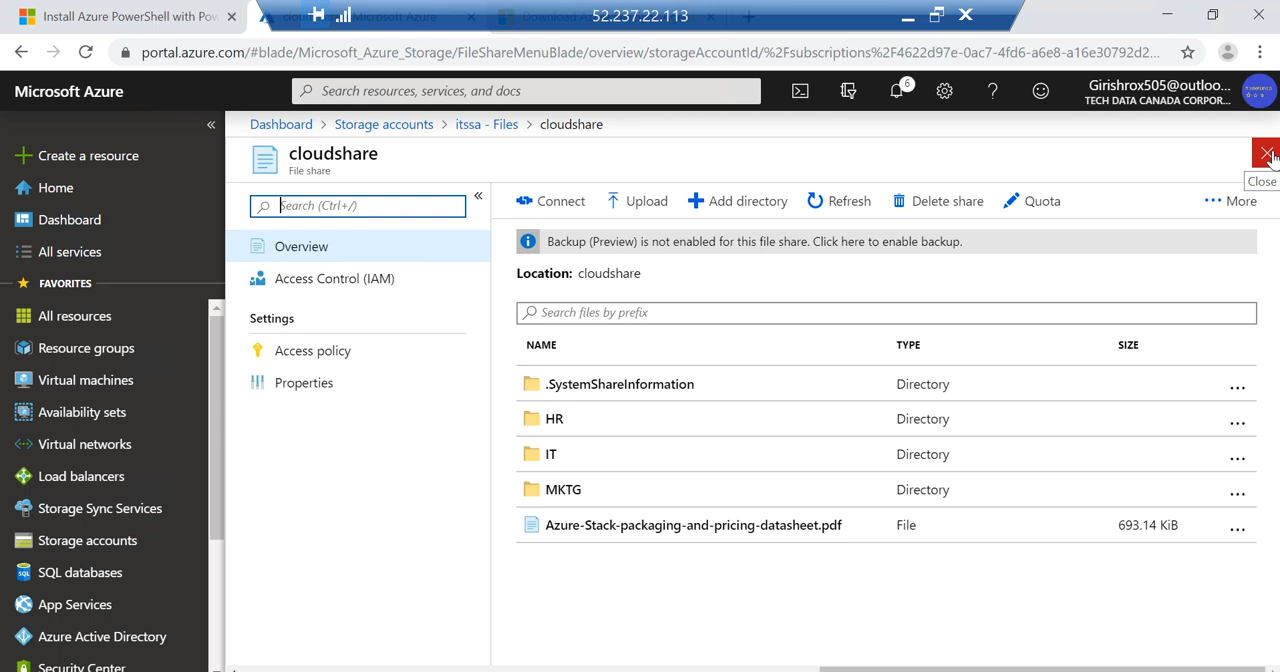 Install Azure PowerShell with Pow
52.237.22.113
portal.azure.com/#blade/Microsoft_Azure_Storage/FileShareMenuBlade/overview/storageAccountId/%2Fsubscriptions%2F4622d97e-0ac7-4fd6-a6e8-a16e30792d2...
Microsoft Azure
Search resources, services, and docs
6
Girishrox505@outloo...
TECH DATA CANADA CORPOR...
Dashboard > Storage accounts > itssa - Files > cloudshare
cloudshare
File share
Close
Create a resource
Home
Dashboard
All services
FAVORITES
All resources
Resource groups
Virtual machines
Availability sets
Virtual networks
Load balancers
Storage Sync Services
Storage accounts
SQL databases
App Services
Azure Active Directory
Security Center
Search (Ctrl+/)
Overview
Access Control (IAM)
Settings
Access policy
Properties
Connect Upload Add directory Refresh Delete share Quota More
Backup (Preview) is not enabled for this file share. Click here to enable backup.
Location: cloudshare
Search files by prefix
NAME TYPE SIZE
.SystemShareInformation Directory
HR Directory
IT Directory
MKTG Directory
Azure-Stack-packaging-and-pricing-datasheet.pdf File 693.14 KiB